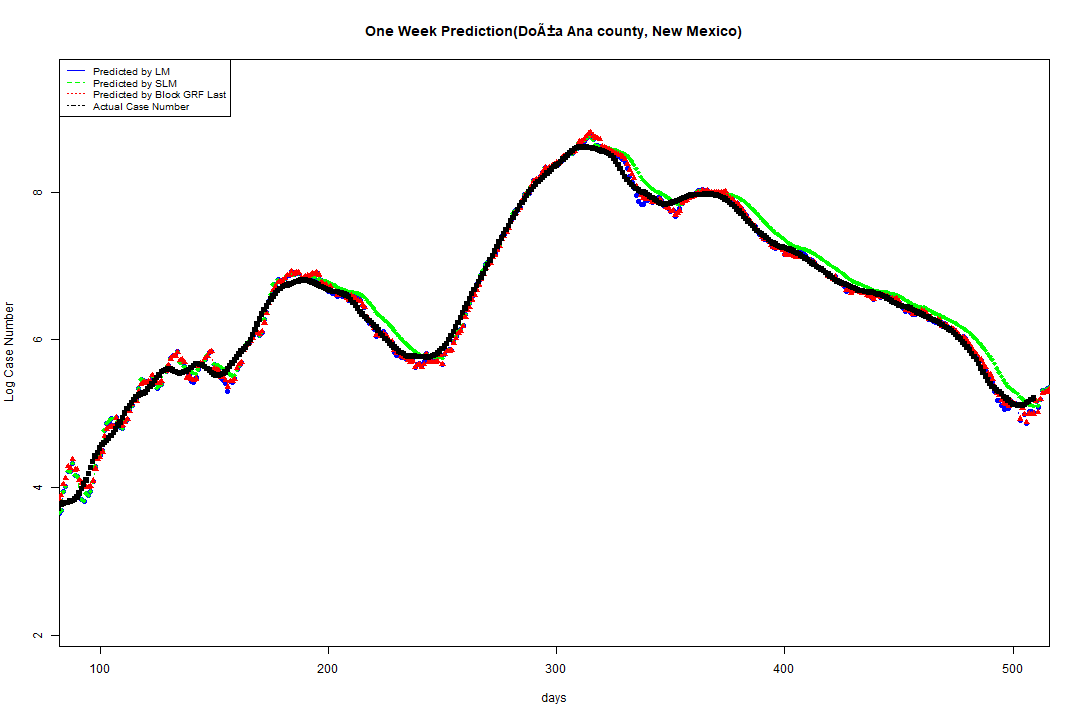 One Week Prediction(DoÃ±a Ana county, New Mexico)
Predicted by LM
Predicted by SLM
Predicted by Block GRF Last
Actual Case Number
Log Case Number
8
6
4
2
100 200 300 400 500
days